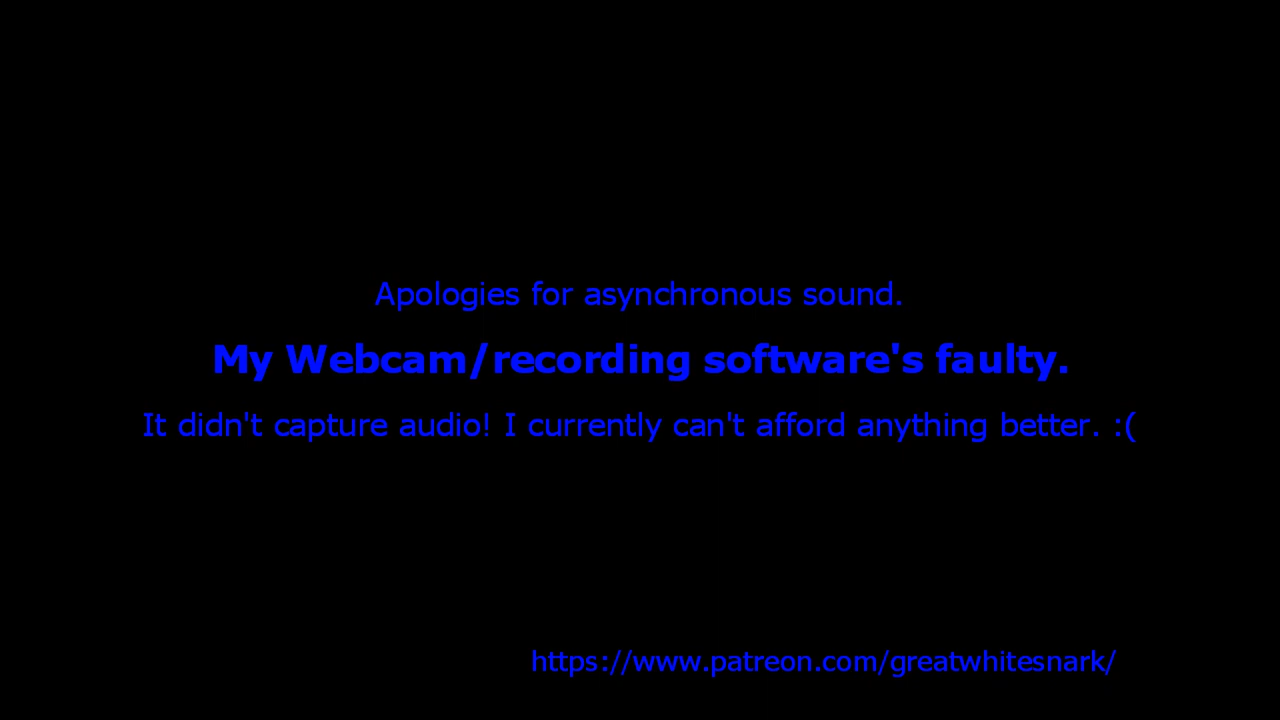 Apologies for asynchronous sound.
My Webcam/recording software's faulty.
It didn't capture audio! I currently can't afford anything better. :(
https://www.patreon.com/greatwhitesnark/